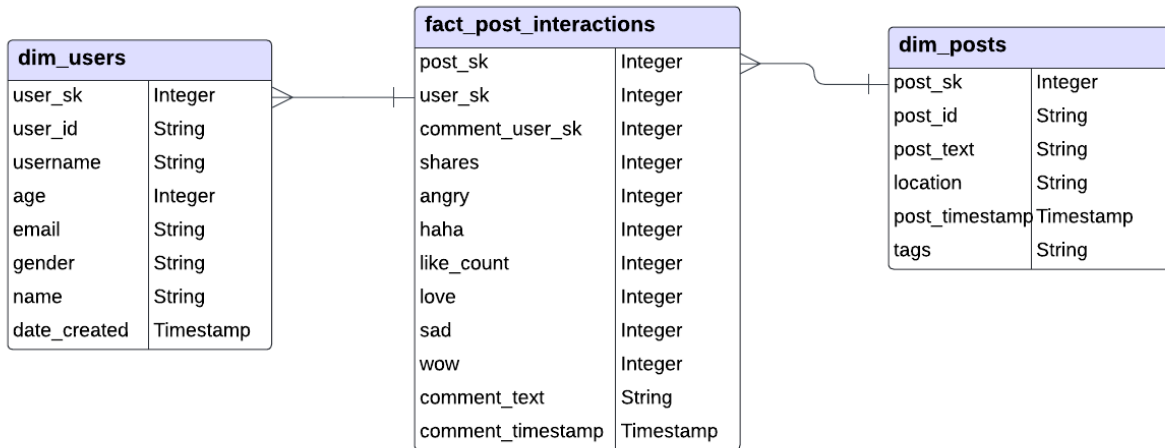 dim_users
user_sk Integer
user_id String
username String
age Integer
email String
gender String
name String
date_created Timestamp
fact_post_interactions
post_sk Integer
user_sk Integer
comment_user_sk Integer
shares Integer
angry Integer
haha Integer
like_count Integer
love Integer
sad Integer
wow Integer
comment_text String
comment_timestamp Timestamp
dim_posts
post_sk Integer
post_id String
post_text String
location String
post_timestamp Timestamp
tags String